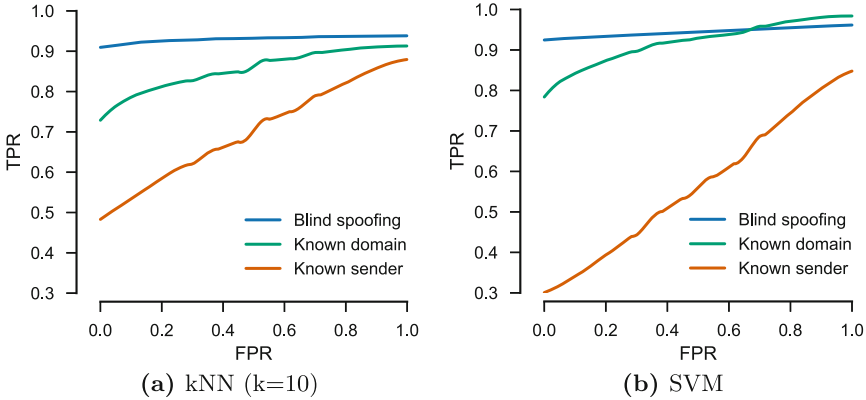 1.0
0.9
0.8
0.7
0.6
0.5
0.4
0.3
TPR
Blind spoofing
Known domain
Known sender
0.0 0.2 0.4 0.6 0.8 1.0
FPR
(a) kNN (k=10)
1.0
0.9
0.8
0.7
0.6
0.5
0.4
0.3
TPR
Blind spoofing
Known domain
Known sender
0.0 0.2 0.4 0.6 0.8 1.0
FPR
(b) SVM